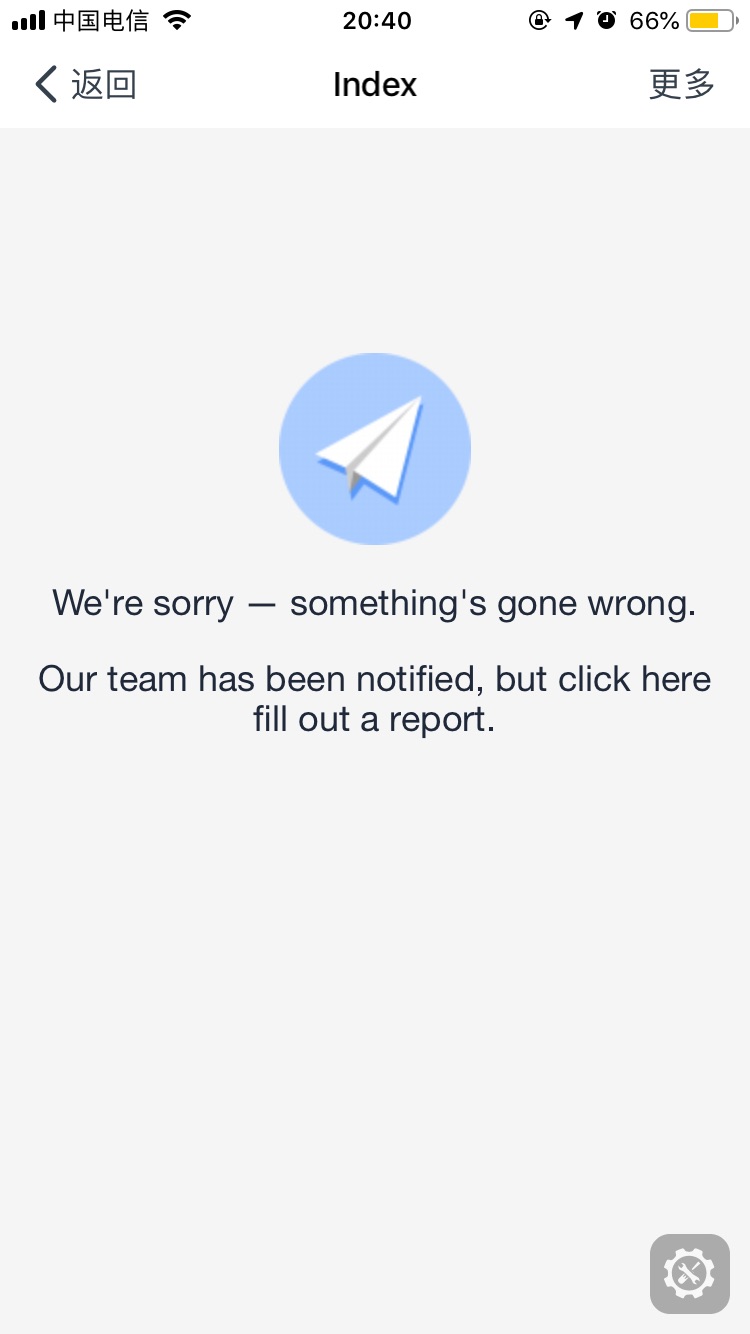 中国电信 20:40 66%
返回 Index 更多
We're sorry — something's gone wrong.
Our team has been notified, but click here
fill out a report.